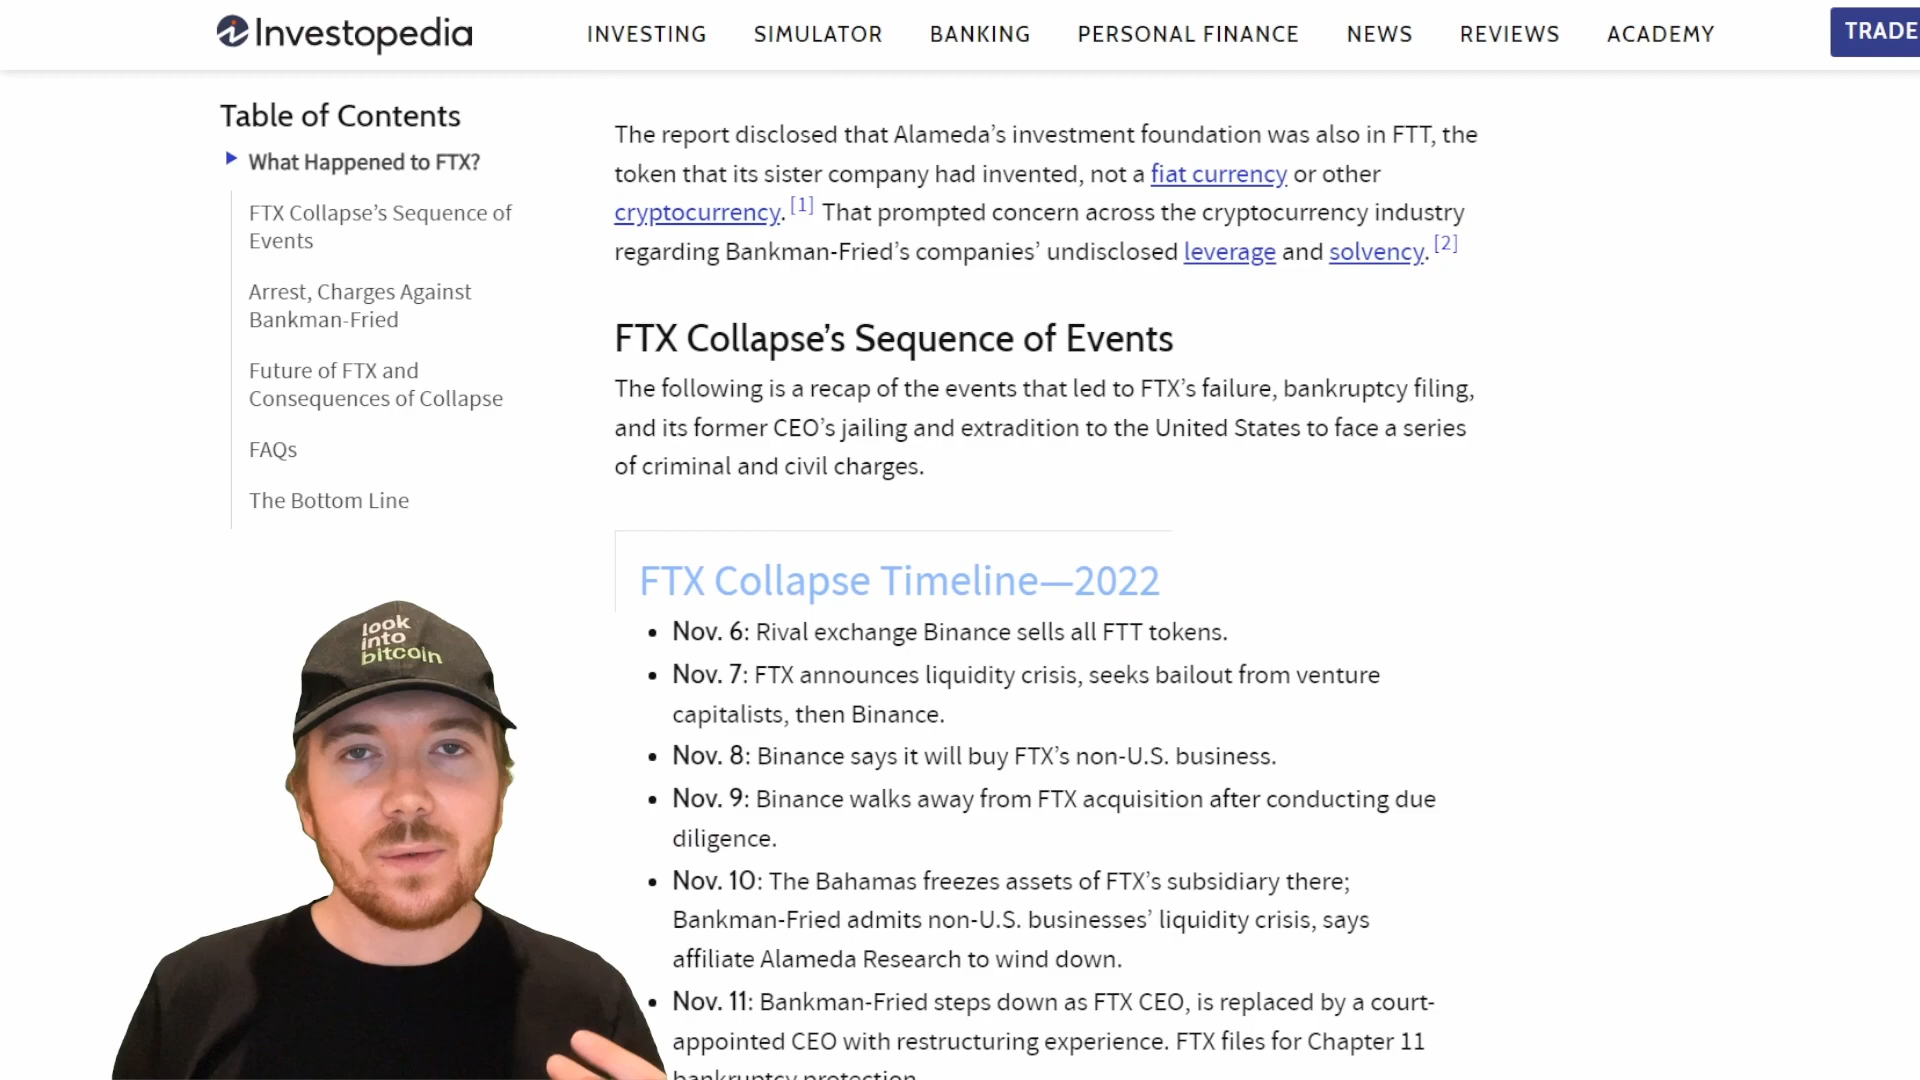 Investopedia
INVESTING SIMULATOR BANKING PERSONAL FINANCE NEWS REVIEWS ACADEMY
TRADE
Table of Contents
What Happened to FTX?
FTX Collapse’s Sequence of
Events
Arrest, Charges Against
Bankman-Fried
Future of FTX and
Consequences of Collapse
FAQs
The Bottom Line
The report disclosed that Alameda’s investment foundation was also in FTT, the
token that its sister company had invented, not a fiat currency or other
cryptocurrency. [1] That prompted concern across the cryptocurrency industry
regarding Bankman-Fried’s companies’ undisclosed leverage and solvency. [2]
FTX Collapse’s Sequence of Events
The following is a recap of the events that led to FTX’s failure, bankruptcy filing,
and its former CEO’s jailing and extradition to the United States to face a series
of criminal and civil charges.
FTX Collapse Timeline—2022
• Nov. 6: Rival exchange Binance sells all FTT tokens.
• Nov. 7: FTX announces liquidity crisis, seeks bailout from venture
capitalists, then Binance.
• Nov. 8: Binance says it will buy FTX’s non-U.S. business.
• Nov. 9: Binance walks away from FTX acquisition after conducting due
diligence.
• Nov. 10: The Bahamas freezes assets of FTX’s subsidiary there;
Bankman-Fried admits non-U.S. businesses’ liquidity crisis, says
affiliate Alameda Research to wind down.
• Nov. 11: Bankman-Fried steps down as FTX CEO, is replaced by a court-
appointed CEO with restructuring experience. FTX files for Chapter 11
bankruptcy protection.
look
into
bitcoin